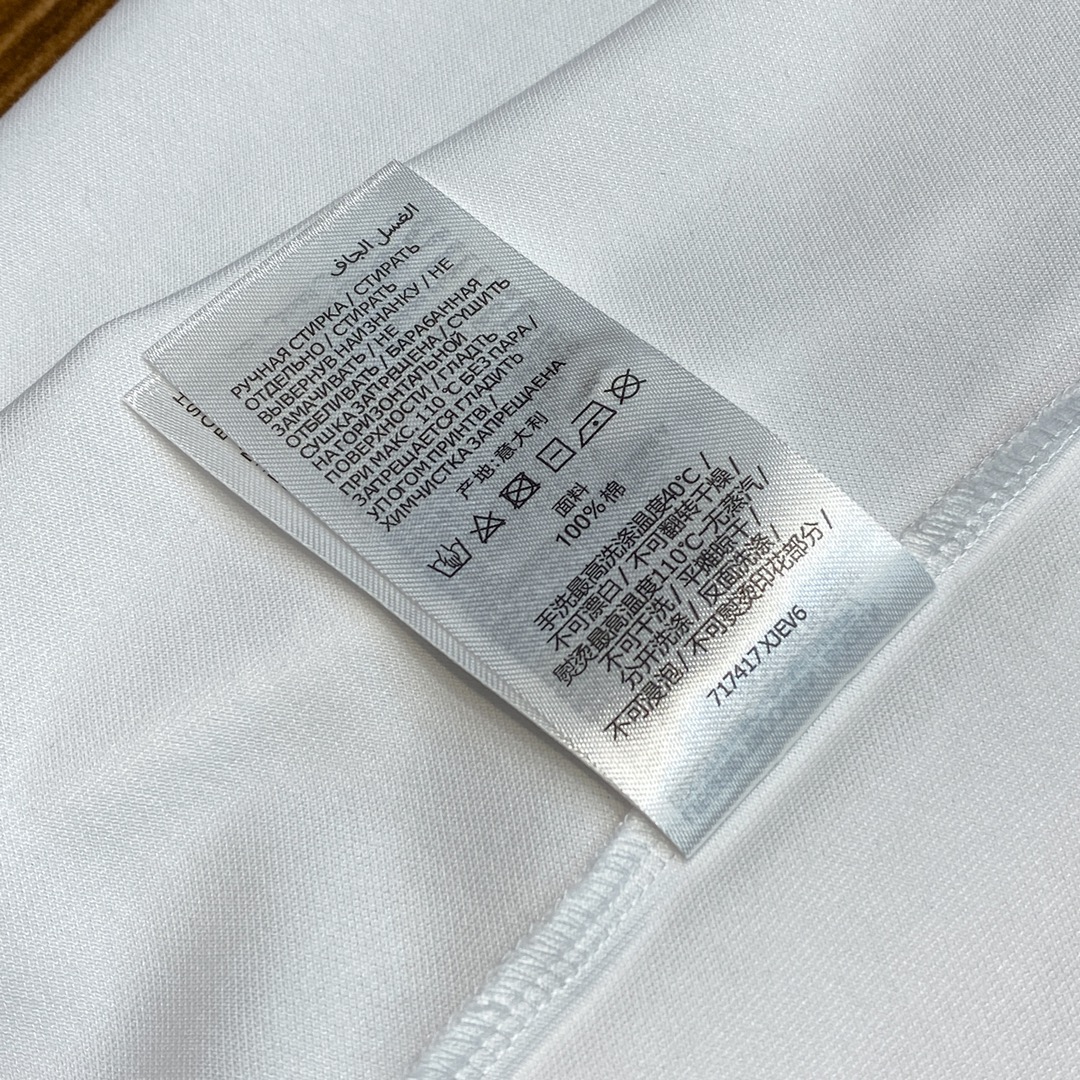 الغسل الجاف
РУЧНАЯ СТИРКА / СТИРАТЬ
ОТДЕЛЬНО / СТИРАТЬ
ВЫВЕРНУВ НАИЗНАНКУ / НЕ
ЗАМАЧИВАТЬ / НЕ
ОТБЕЛИВАТЬ / БАРАБАННАЯ
СУШКА ЗАПРЕЩЕНА / СУШИТЬ
НА ГОРИЗОНТАЛЬНОЙ
ПОВЕРХНОСТИ / ГЛАДТЬ
ПРИ МАКС. 110 °C БЕЗ ПАРА /
ЗАПРЕЩАЕТСЯ ГЛАДИТЬ
УПОГОМ ПРИНТВІ /
ХИМЧИСТКА ЗАПРЕЩАЕНА
产地:意大利
面料
100% 棉
手洗最高洗涤温度40℃ /
不可漂白 / 不可翻转干燥 /
熨烫最高温度110℃-无蒸汽 /
不可干洗 / 平摊晾干 /
分开洗涤 / 反面洗涤 /
不可浸泡 / 不可熨烫印花部分 /
717417 XJEV6